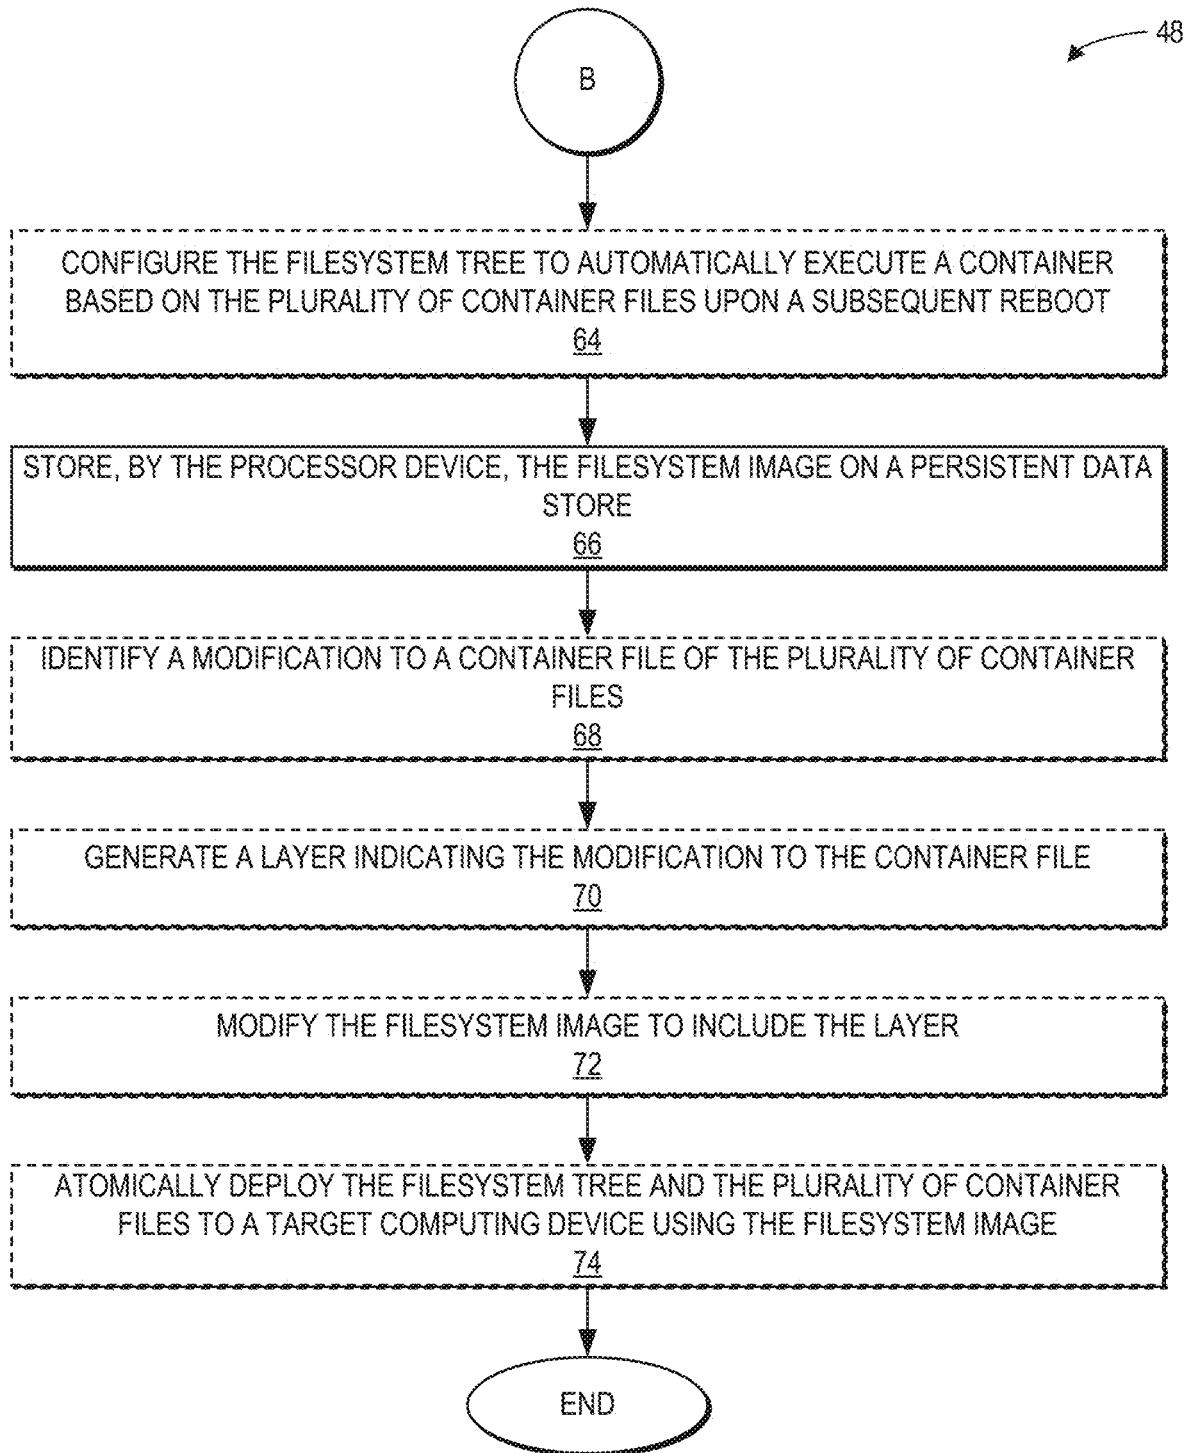 48
B
CONFIGURE THE FILESYSTEM TREE TO AUTOMATICALLY EXECUTE A CONTAINER
BASED ON THE PLURALITY OF CONTAINER FILES UPON A SUBSEQUENT REBOOT
64
STORE, BY THE PROCESSOR DEVICE, THE FILESYSTEM IMAGE ON A PERSISTENT DATA
STORE
66
IDENTIFY A MODIFICATION TO A CONTAINER FILE OF THE PLURALITY OF CONTAINER
FILES
68
GENERATE A LAYER INDICATING THE MODIFICATION TO THE CONTAINER FILE
70
MODIFY THE FILESYSTEM IMAGE TO INCLUDE THE LAYER
72
ATOMICALLY DEPLOY THE FILESYSTEM TREE AND THE PLURALITY OF CONTAINER
FILES TO A TARGET COMPUTING DEVICE USING THE FILESYSTEM IMAGE
74
END